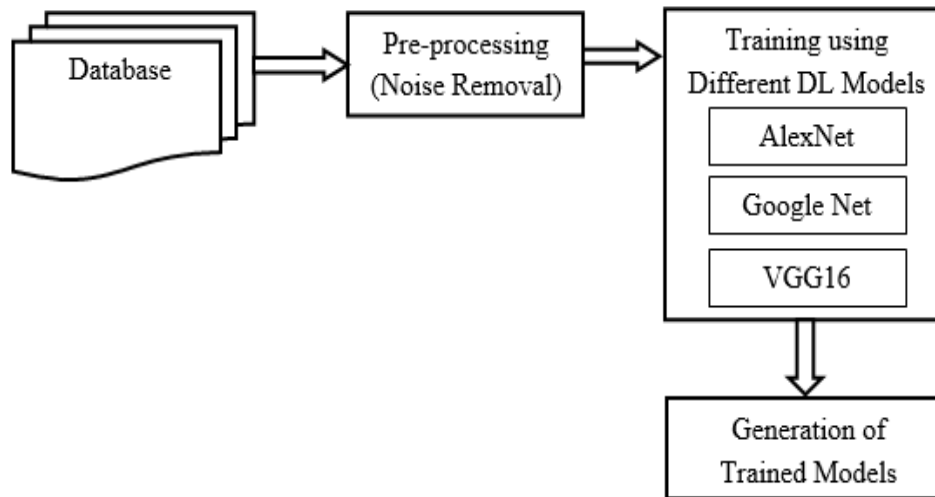 Database
Pre-processing
(Noise Removal)
Training using
Different DL Models
AlexNet
Google Net
VGG16
Generation of
Trained Models